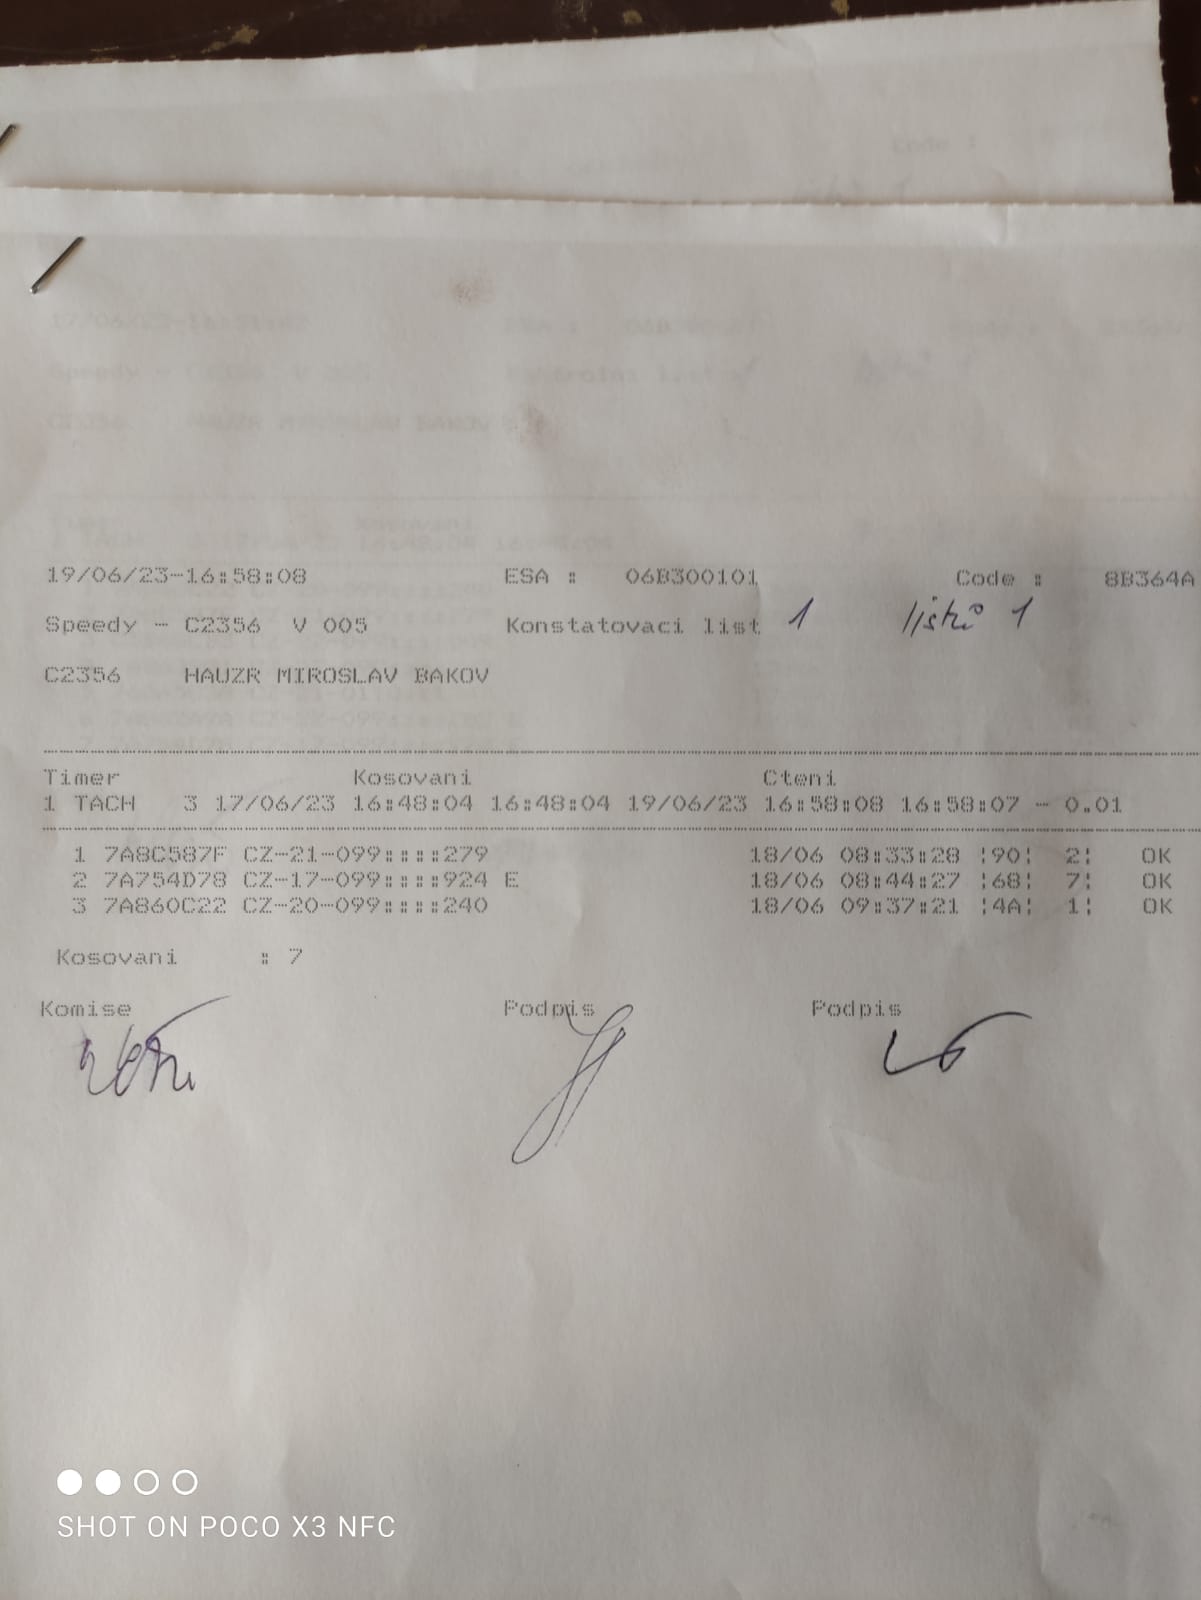 19/06/23-16:58:08 ESA : 06B300101 Code : 8B364A
Speedy - C2356 V 005 Konstatovaci list 1 listů 1
C2356 HAUZR MIROSLAV BAKOV
Timer Kosovani Cteni
1 TACH 3 17/06/23 16:48:04 16:48:04 19/06/23 16:58:08 16:58:07 - 0.01
1 7A8C587F CZ-21-099::::279 18/06 08:33:28 ¦90¦ 2¦ OK
2 7A754D78 CZ-17-099::::924 E 18/06 08:44:27 ¦68¦ 7¦ OK
3 7A860C22 CZ-20-099::::240 18/06 09:37:21 ¦4A¦ 1¦ OK
Kosovani : 7
Komise Podpis Podpis
SHOT ON POCO X3 NFC